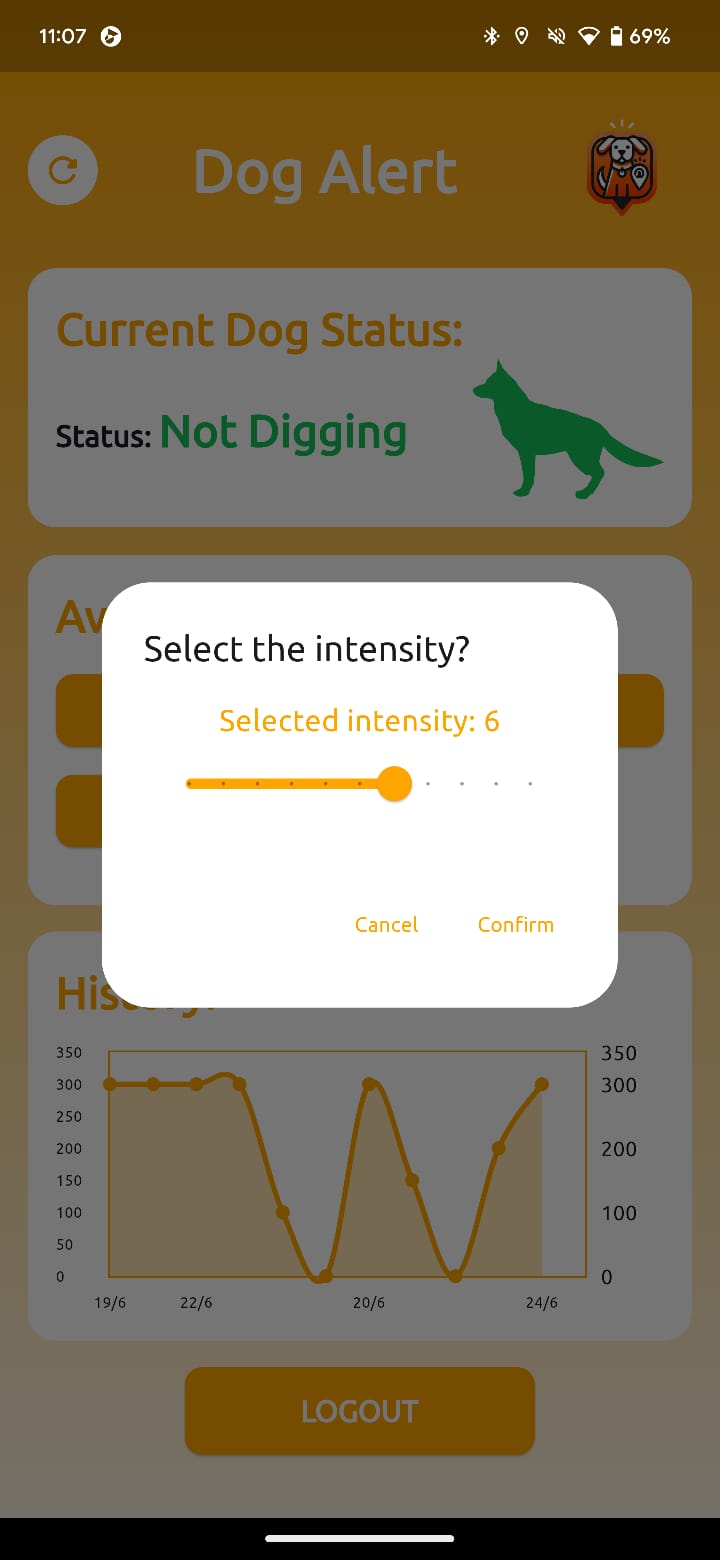 11:07
69%
Dog Alert
Current Dog Status:
Status: Not Digging
Av
Select the intensity?
Selected intensity: 6
Cancel Confirm
350 350
300 300
250
200 200
150
100 100
50
0 0
19/6 22/6 20/6 24/6
LOGOUT